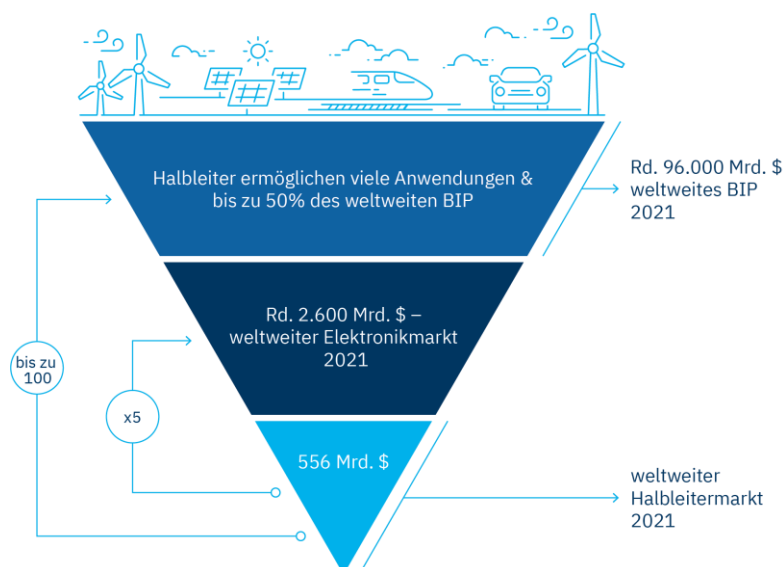 Halbleiter ermöglichen viele Anwendungen &
bis zu 50% des weltweiten BIP
Rd. 96.000 Mrd. $
weltweites BIP
2021
Rd. 2.600 Mrd. $ –
weltweiter Elektronikmarkt
2021
bis zu
100
x5
556 Mrd. $
weltweiter
Halbleitermarkt
2021